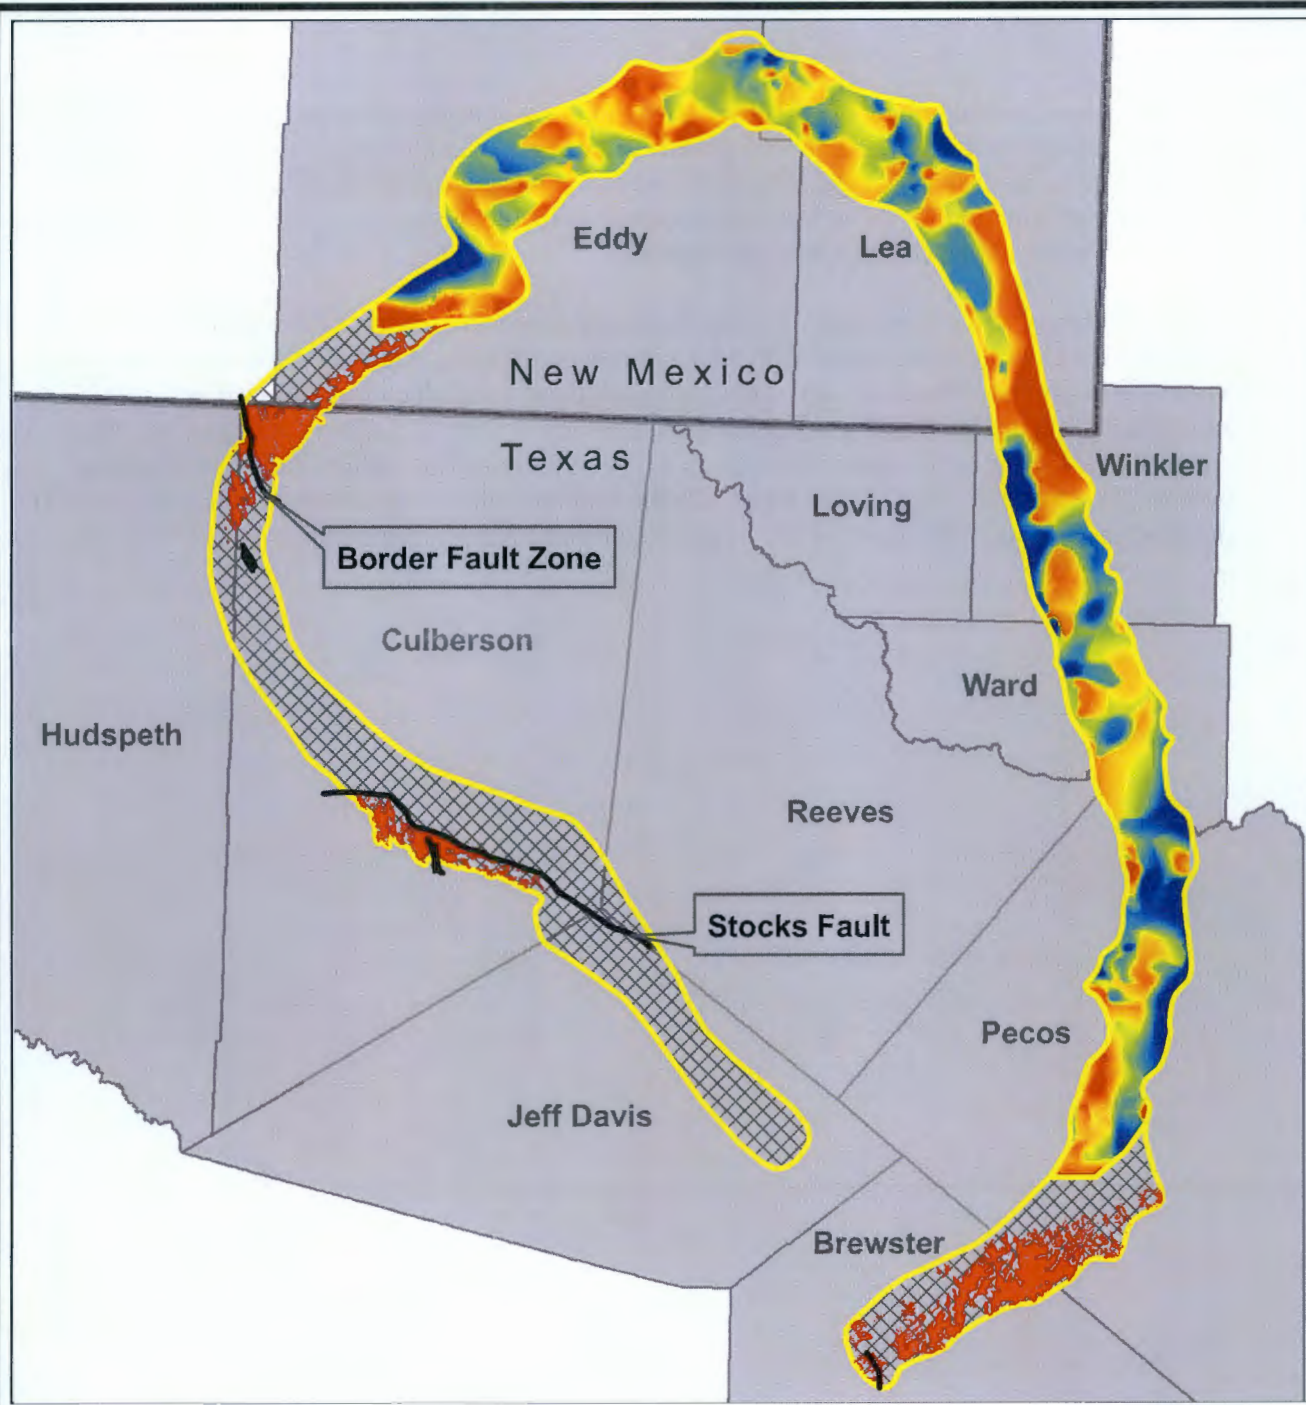 Eddy
Lea
New Mexico
Texas
Winkler
Loving
Border Fault Zone
Culberson
Ward
Hudspeth
Reeves
Stocks Fault
Pecos
Jeff Davis
Brewster